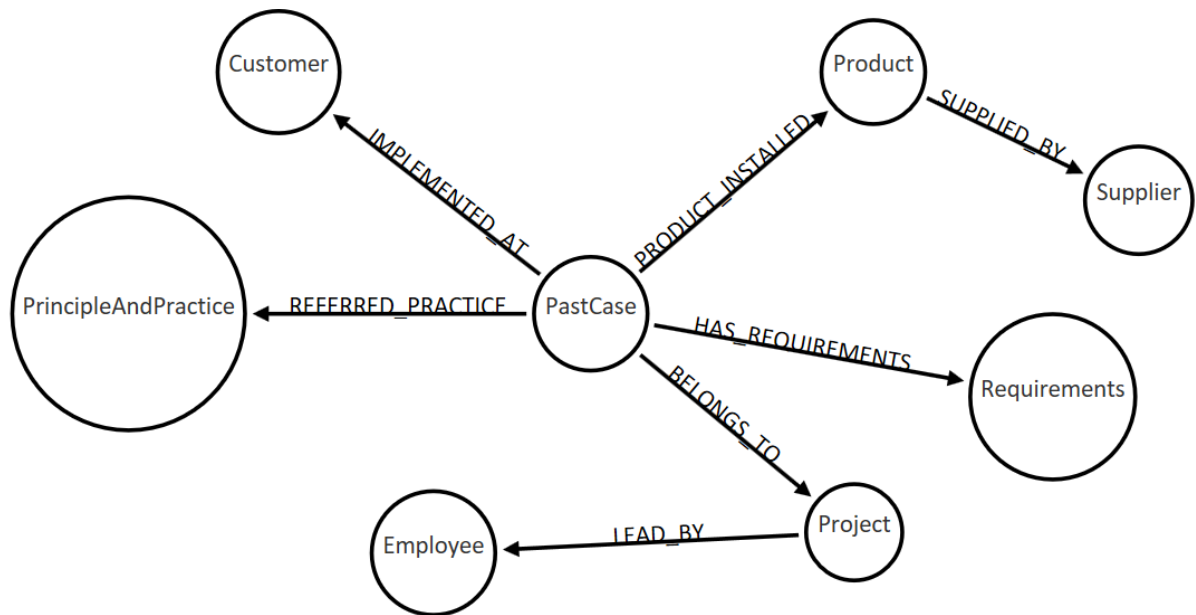 Customer
Product
SUPPLIED_BY
IMPLEMENTED_AT
PRODUCT_INSTALLED
Supplier
PrincipleAndPractice
REFERRED_PRACTICE
PastCase
HAS_REQUIREMENTS
Requirements
BELONGS_TO
Employee
LEAD_BY
Project